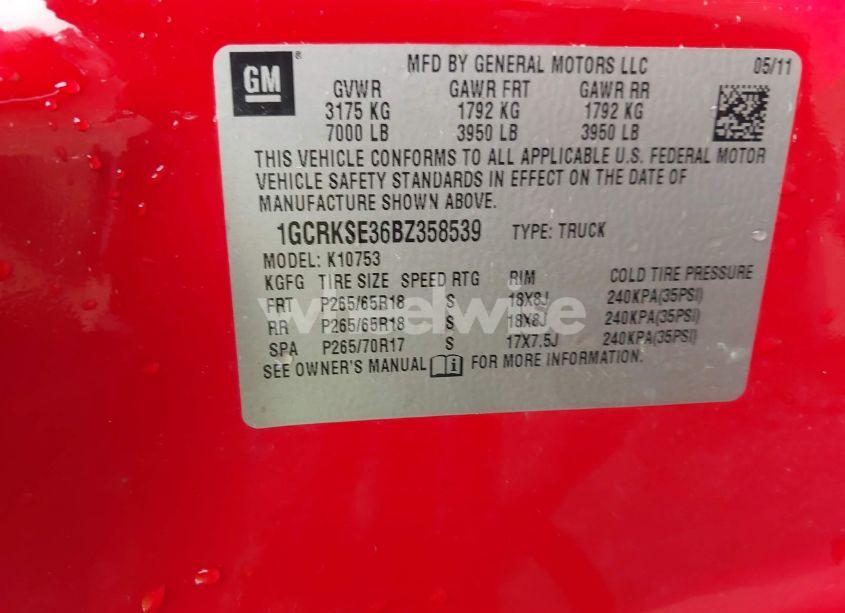 GM ® MFD BY GENERAL MOTORS LLC 05/11
GVWR GAWR FRT GAWR RR
3175 KG 1792 KG 1792 KG
7000 LB 3950 LB 3950 LB
THIS VEHICLE CONFORMS TO ALL APPLICABLE U.S. FEDERAL MOTOR
VEHICLE SAFETY STANDARDS IN EFFECT ON THE DATE OF
MANUFACTURE SHOWN ABOVE.
1GCRKSE36BZ358539 TYPE: TRUCK
MODEL: K10753
KGFG TIRE SIZE SPEED RTG RIM COLD TIRE PRESSURE
FRT P265/65R18 S 18X8J 240KPA(35PSI)
RR P265/65R18 S 18X8J 240KPA(35PSI)
SPA P265/70R17 S 17X7.5J 240KPA(35PSI)
SEE OWNER'S MANUAL i FOR MORE INFORMATION.